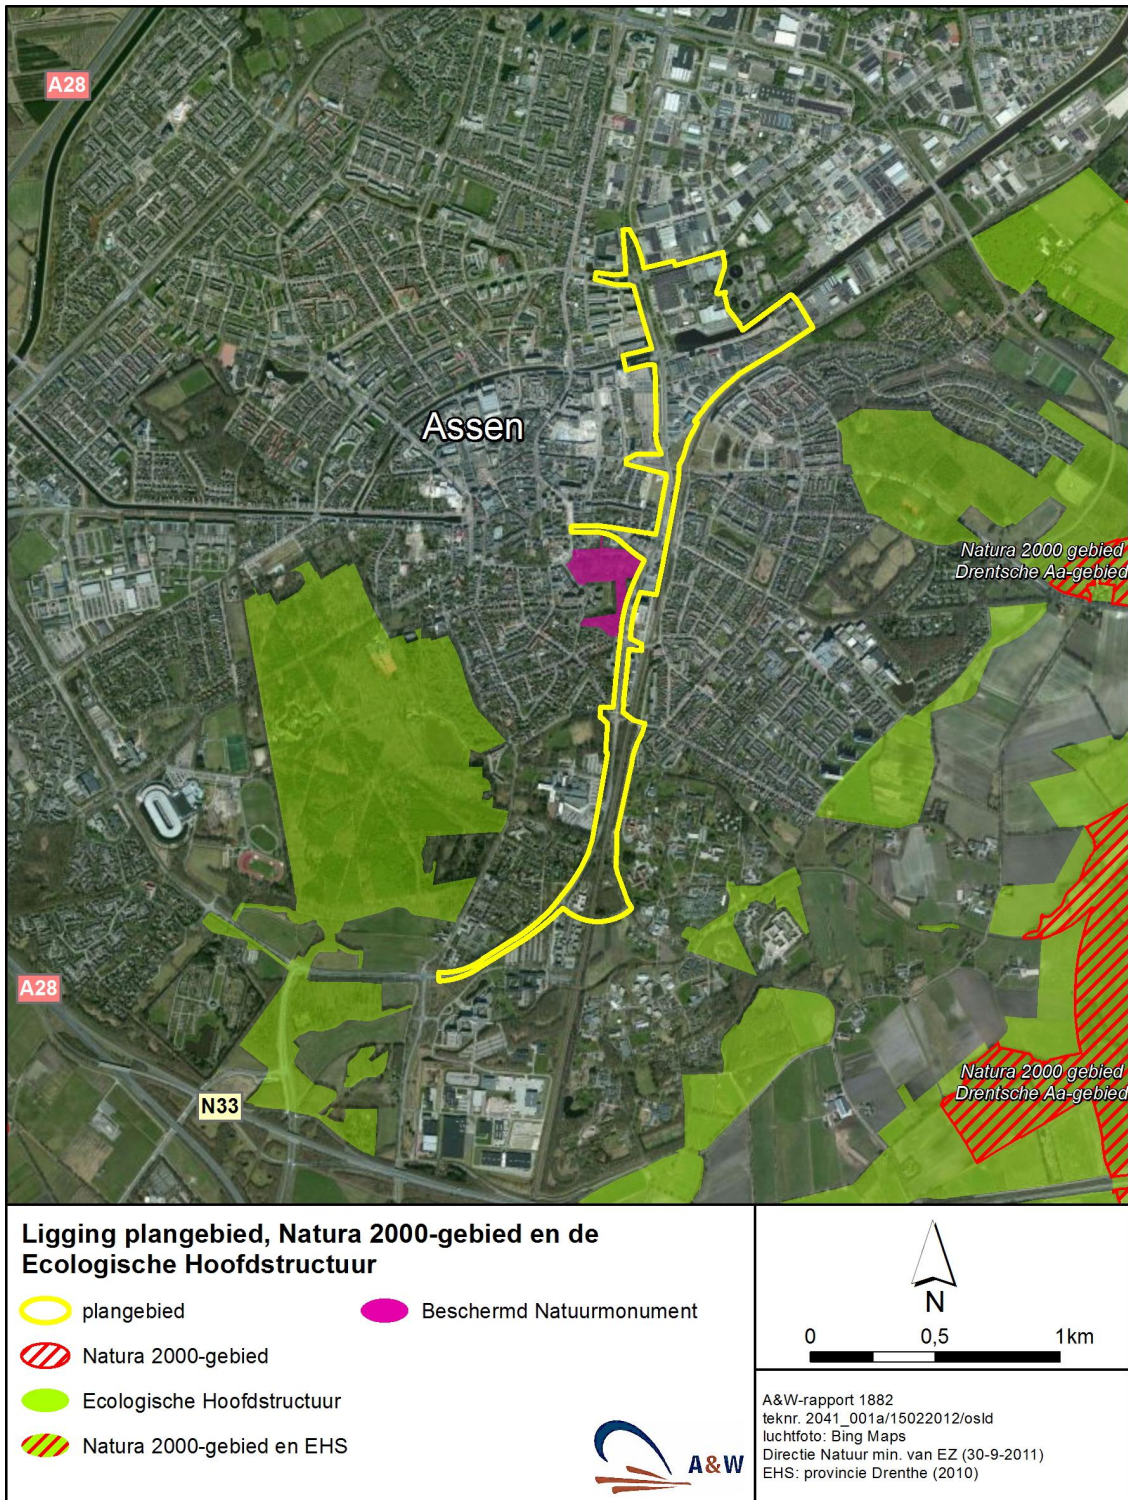 A28
Assen
Natura 2000 gebied
Drentsche Aa-gebied
A28
Natura 2000 gebied
Drentsche Aa-gebied
N33
Ligging plangebied, Natura 2000-gebied en de
Ecologische Hoofdstructuur
plangebied
Beschermd Natuurmonument
Natura 2000-gebied
Ecologische Hoofdstructuur
Natura 2000-gebied en EHS
A&W
N
0 0,5 1km
A&W-rapport 1882
teknr. 2041_001a/15022012/osld
luchtfoto: Bing Maps
Directie Natuur min. van EZ (30-9-2011)
EHS: provincie Drenthe (2010)